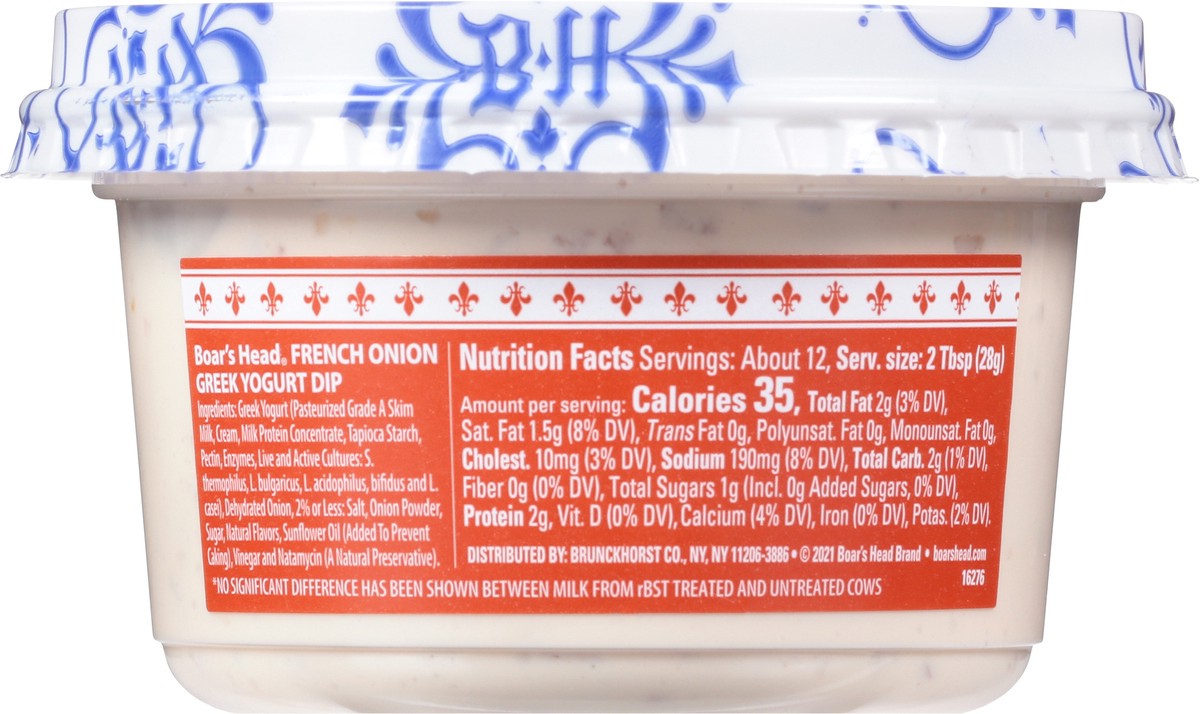 B·H
Boar's Head® FRENCH ONION
GREEK YOGURT DIP
Ingredients: Greek Yogurt (Pasteurized Grade A Skim
Milk, Cream, Milk Protein Concentrate, Tapioca Starch,
Pectin, Enzymes, Live and Active Cultures: S.
thermophilus, L. bulgaricus, L. acidophilus, bifidus and L.
casei), Dehydrated Onion, 2% or Less: Salt, Onion Powder,
Sugar, Natural Flavors, Sunflower Oil (Added To Prevent
Caking), Vinegar and Natamycin (A Natural Preservative).
Nutrition Facts Servings: About 12, Serv. size: 2 Tbsp (28g)
Amount per serving: Calories 35, Total Fat 2g (3% DV),
Sat. Fat 1.5g (8% DV), Trans Fat 0g, Polyunsat. Fat 0g, Monounsat. Fat 0g,
Cholest. 10mg (3% DV), Sodium 190mg (8% DV), Total Carb. 2g (1% DV),
Fiber 0g (0% DV), Total Sugars 1g (Incl. 0g Added Sugars, 0% DV),
Protein 2g, Vit. D (0% DV), Calcium (4% DV), Iron (0% DV), Potas. (2% DV).
DISTRIBUTED BY: BRUNCKHORST CO., NY, NY 11206-3886 • © 2021 Boar's Head Brand • boarshead.com
16276
*NO SIGNIFICANT DIFFERENCE HAS BEEN SHOWN BETWEEN MILK FROM rBST TREATED AND UNTREATED COWS